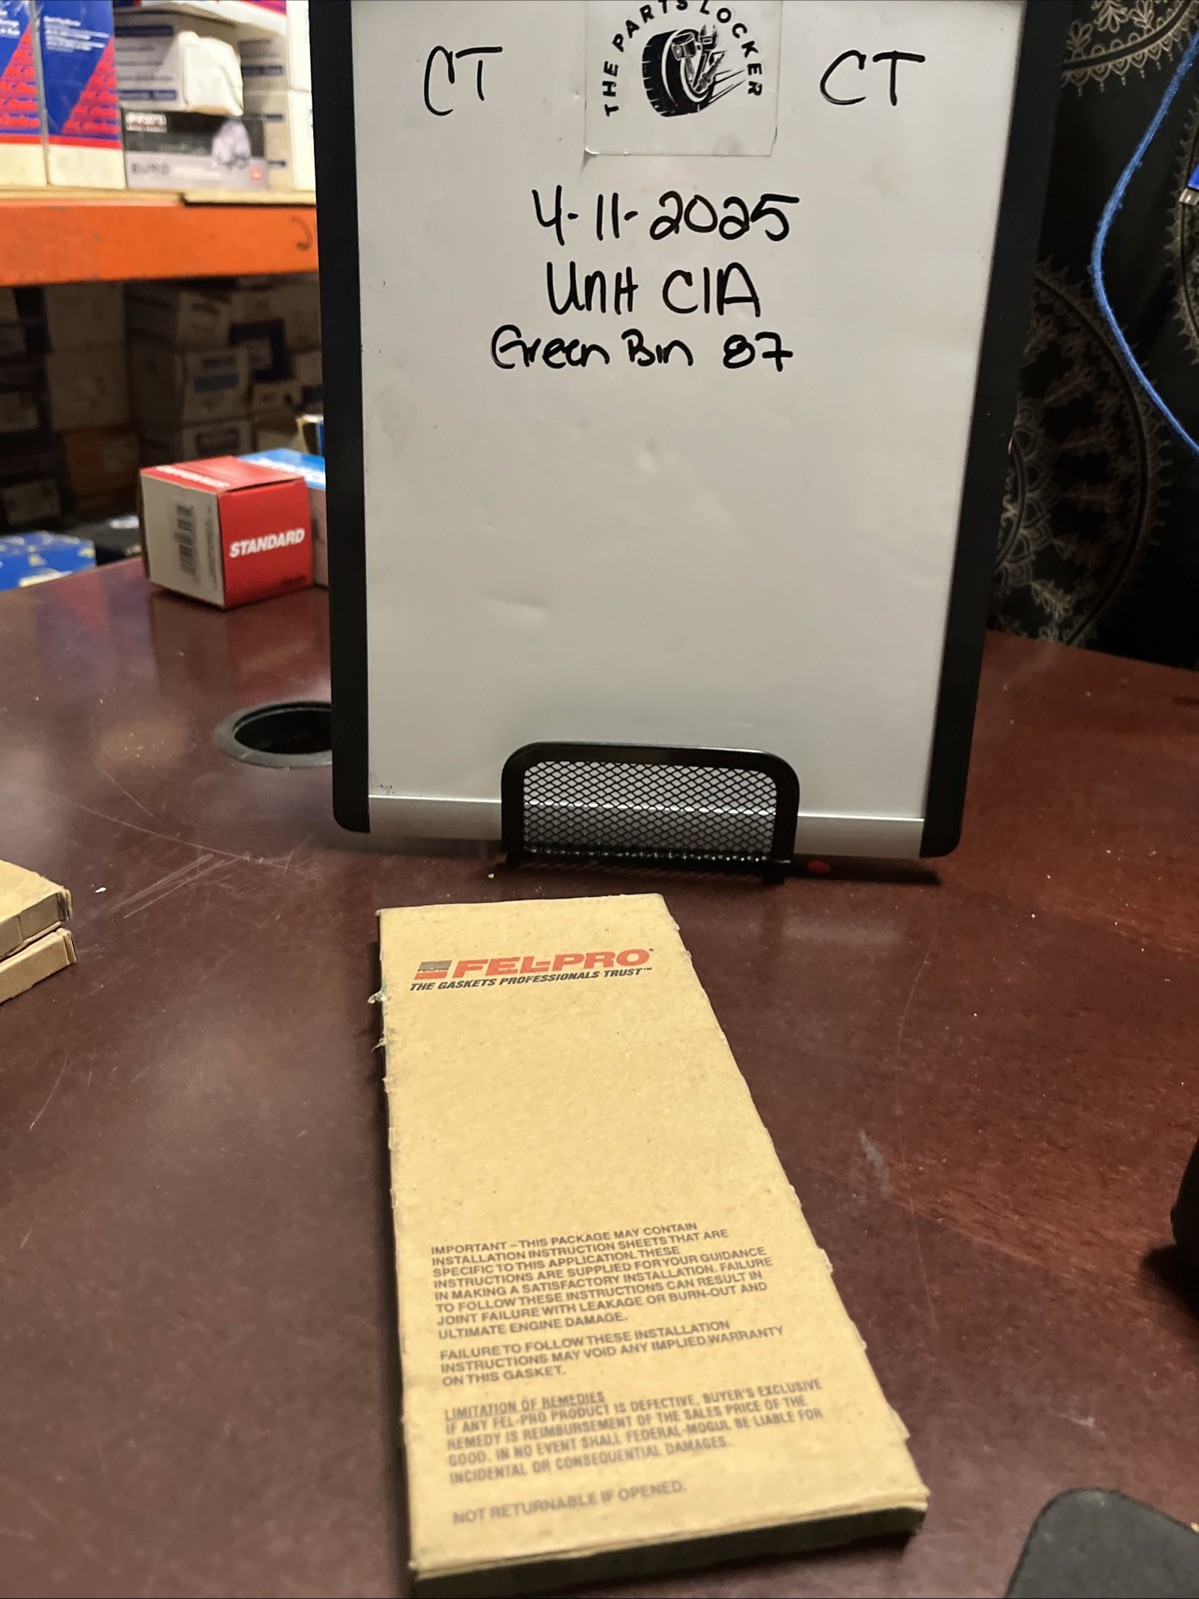 THE PARTS LOCKER
CT
CT
4-11-2025
Unit C1A
Green Bin 87
STANDARD
FEL-PRO®
THE GASKETS PROFESSIONALS TRUST™
IMPORTANT – THIS PACKAGE MAY CONTAIN
INSTALLATION INSTRUCTION SHEETS THAT ARE
SPECIFIC TO THIS APPLICATION. THESE
INSTRUCTIONS ARE SUPPLIED FOR YOUR GUIDANCE
IN MAKING A SATISFACTORY INSTALLATION. FAILURE
TO FOLLOW THESE INSTRUCTIONS CAN RESULT IN
JOINT FAILURE WITH LEAKAGE OR BURN-OUT AND
ULTIMATE ENGINE DAMAGE.
FAILURE TO FOLLOW THESE INSTALLATION
INSTRUCTIONS MAY VOID ANY IMPLIED WARRANTY
ON THIS GASKET.
LIMITATION OF REMEDIES
IF ANY FEL-PRO PRODUCT IS DEFECTIVE, BUYER'S EXCLUSIVE
REMEDY IS REIMBURSEMENT OF THE SALES PRICE OF THE
GOOD. IN NO EVENT SHALL FEDERAL-MOGUL BE LIABLE FOR
INCIDENTAL OR CONSEQUENTIAL DAMAGES.
NOT RETURNABLE IF OPENED.